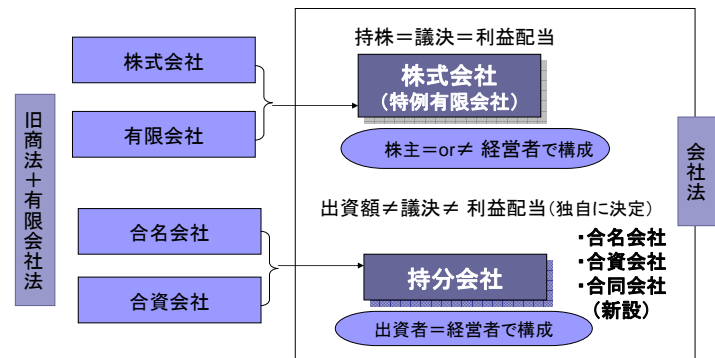 旧商法＋有限会社法
株式会社
有限会社
合名会社
合資会社
持株＝議決＝利益配当
株式会社
（特例有限会社）
株主＝or≠ 経営者で構成
出資額≠議決≠ 利益配当（独自に決定）
持分会社
出資者＝経営者で構成
・合名会社
・合資会社
・合同会社
（新設）
会社法